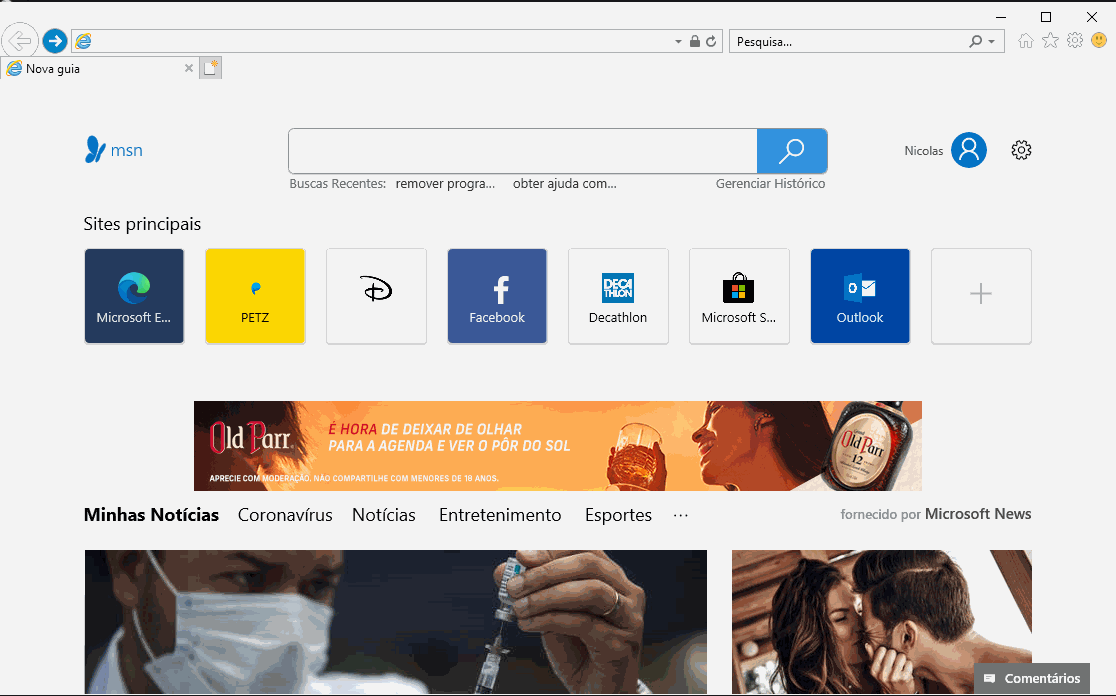 Pesquisa...
Nova guia
msn
Nicolas
Buscas Recentes: remover progra... obter ajuda com... Gerenciar Histórico
Sites principais
Microsoft E...
PETZ
Facebook
DECA
THLON
Decathlon
Microsoft S...
Outlook
Old Parr
É HORA DE DEIXAR DE OLHAR
PARA A AGENDA E VER O PÔR DO SOL
APRECIE COM MODERAÇÃO. NÃO COMPARTILHE COM MENORES DE 18 ANOS.
Old Parr
12
Minhas Notícias Coronavírus Notícias Entretenimento Esportes ... fornecido por Microsoft News
Comentários